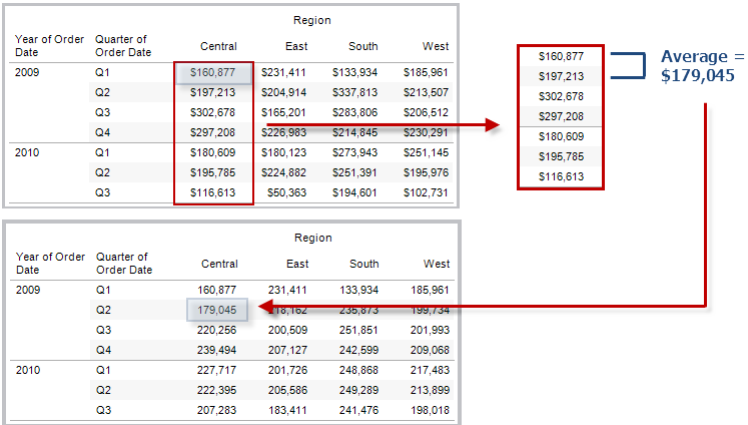 Region
Year of Order Date Quarter of Order Date Central East South West
2009 Q1 $160,877 $231,411 $133,934 $185,961
Q2 $197,213 $204,914 $337,813 $213,507
Q3 $302,678 $165,201 $283,806 $206,512
Q4 $297,208 $226,983 $214,845 $230,291
2010 Q1 $180,609 $180,123 $273,943 $251,145
Q2 $195,785 $224,882 $251,391 $195,976
Q3 $116,613 $50,363 $194,601 $102,731
$160,877
$197,213
$302,678
$297,208
$180,609
$195,785
$116,613
Average =
$179,045
Region
Year of Order Date Quarter of Order Date Central East South West
2009 Q1 160,877 231,411 133,934 185,961
Q2 179,045 218,162 235,873 199,734
Q3 220,256 200,509 251,851 201,993
Q4 239,494 207,127 242,599 209,068
2010 Q1 227,717 201,726 248,868 217,483
Q2 222,395 205,586 249,289 213,899
Q3 207,283 183,411 241,476 198,018